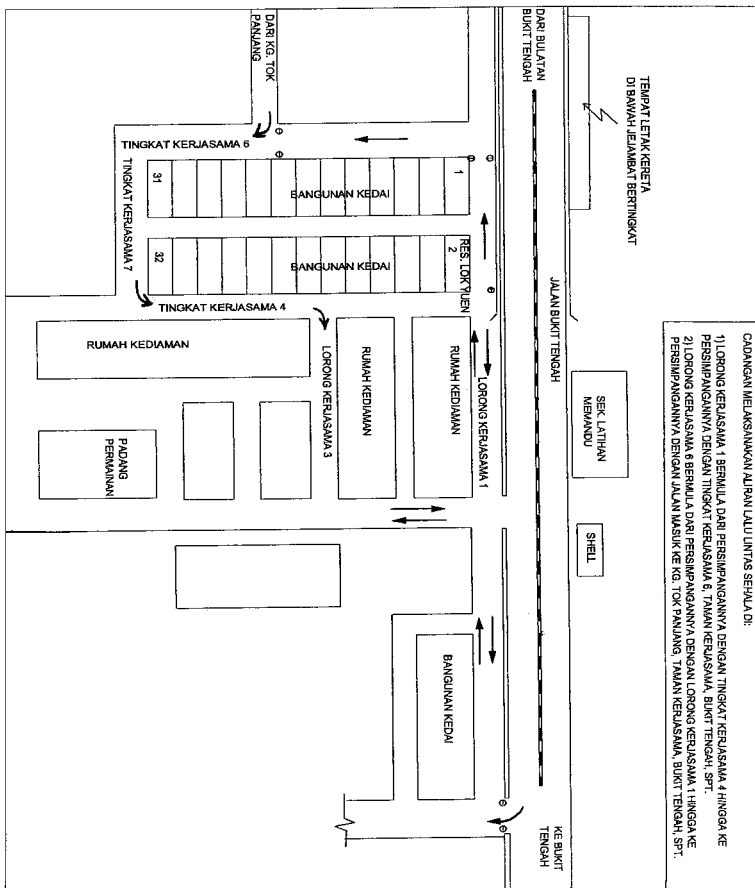 CADANGAN MELAKSANAKAN ALIRAN LALU LINTAS SEHALA DI:
1) LORONG KERJASAMA 1 BERMULA DARI PERSIMPANGANNYA DENGAN TINGKAT KERJASAMA 4 HINGGA KE
PERSIMPANGANNYA DENGAN TINGKAT KERJASAMA 6, TAMAN KERJASAMA, BUKIT TENGAH, SPT.
2) LORONG KERJASAMA 6 BERMULA DARI PERSIMPANGANNYA DENGAN LORONG KERJASAMA 1 HINGGA KE
PERSIMPANGANNYA DENGAN JALAN MASUK KE KG. TOK PANJANG, TAMAN KERJASAMA, BUKIT TENGAH, SPT.
TEMPAT LETAK KERETA
DI BAWAH JEJAMBAT BERTINGKAT
SEK. LATIHAN
MEMANDU
SHELL
DARI BULATAN
BUKIT TENGAH
JALAN BUKIT TENGAH
KE BUKIT
TENGAH
DARI KG. TOK
PANJANG
TINGKAT KERJASAMA 6
31
BANGUNAN KEDAI
1
32
BANGUNAN KEDAI
RES. LOK YUEN
2
TINGKAT KERJASAMA 7
TINGKAT KERJASAMA 4
RUMAH KEDIAMAN
LORONG KERJASAMA 3
RUMAH KEDIAMAN
RUMAH KEDIAMAN
LORONG KERJASAMA 1
PADANG
PERMAINAN
BANGUNAN KEDAI